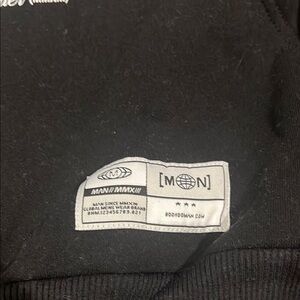 MAN//MMXIII
MAN SINCE MMXIII
GLOBAL MENS WEAR BRAND
[M N]
★★★
BOOHOOMAN.COM